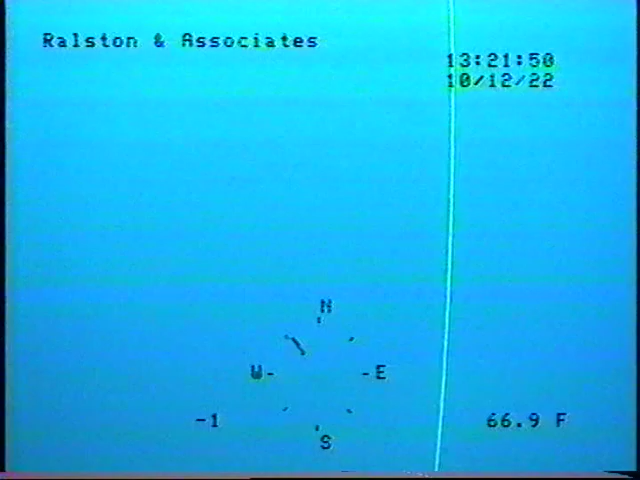 Ralston & Associates
13:21:50
10/12/22
N
W- -E
-1 66.9 F
S